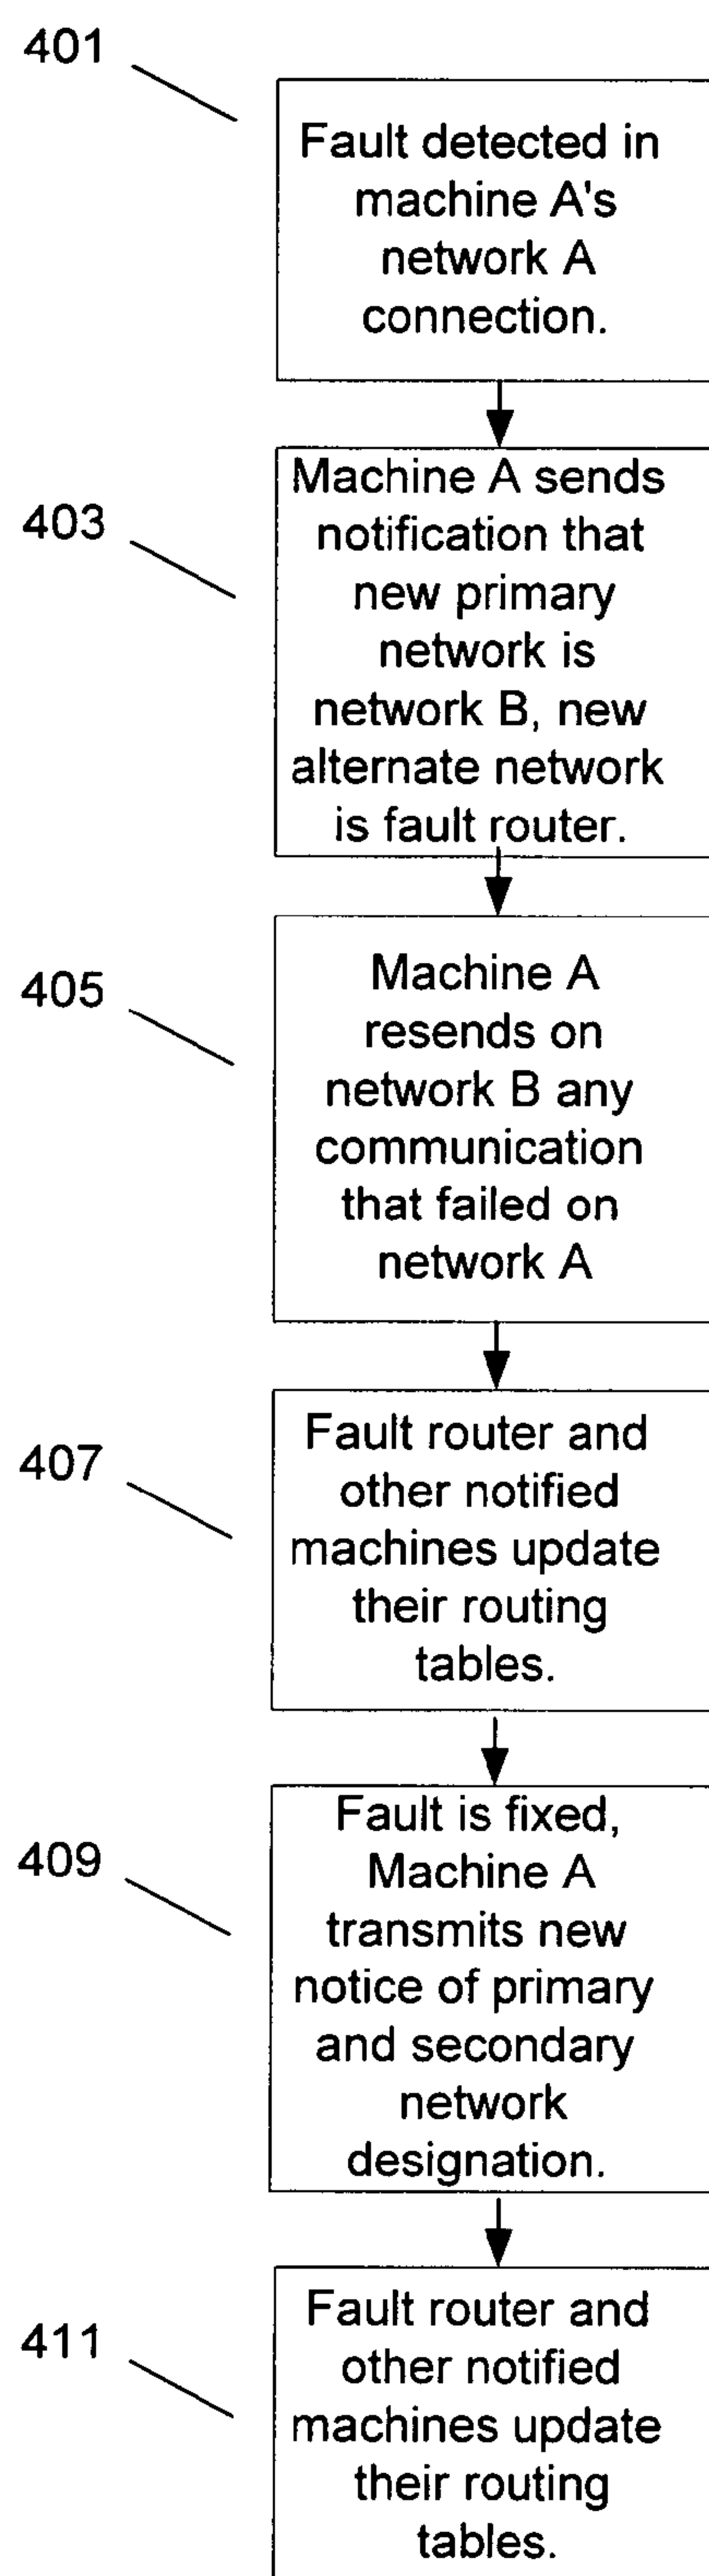 401
Fault detected in
machine A's
network A
connection.
403
Machine A sends
notification that
new primary
network is
network B, new
alternate network
is fault router.
405
Machine A
resends on
network B any
communication
that failed on
network A
407
Fault router and
other notified
machines update
their routing
tables.
409
Fault is fixed,
Machine A
transmits new
notice of primary
and secondary
network
designation.
411
Fault router and
other notified
machines update
their routing
tables.